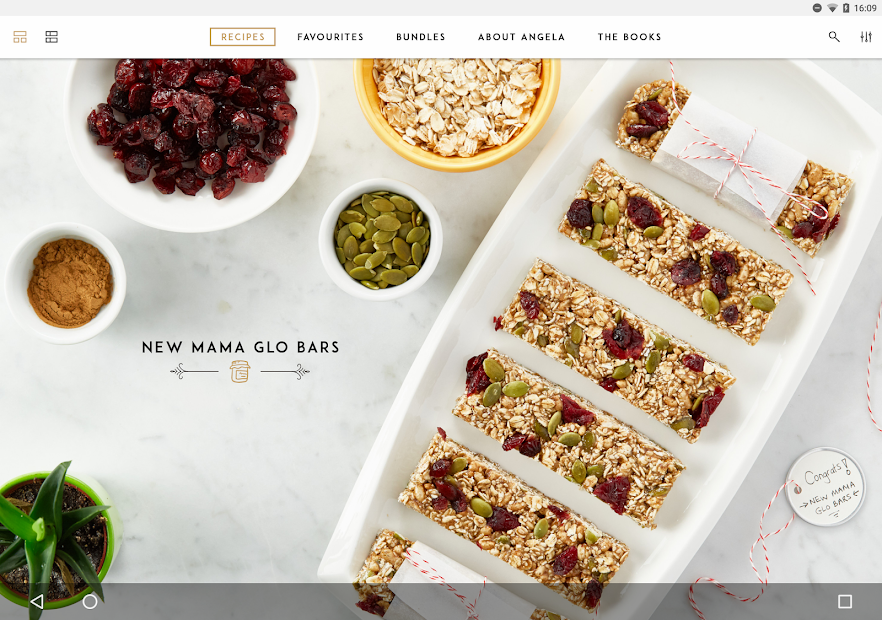 16:09
RECIPES FAVOURITES BUNDLES ABOUT ANGELA THE BOOKS
NEW MAMA GLO BARS
Congrats!
NEW MAMA
GLO BARS